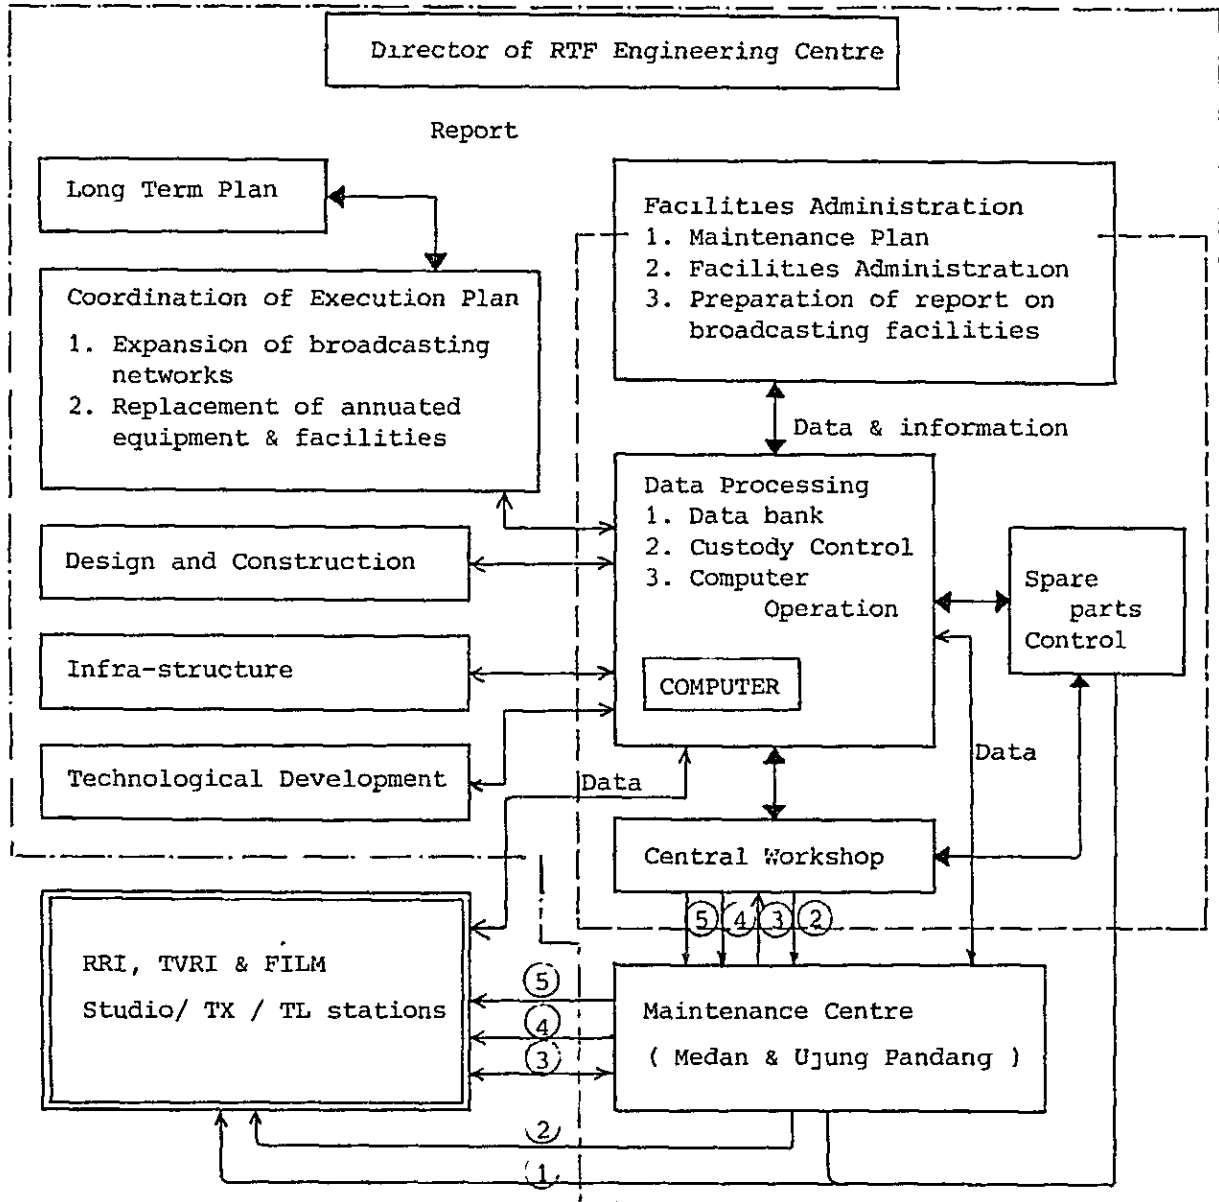 Director of RTF Engineering Centre
Report
Long Term Plan
Facilities Administration
1. Maintenance Plan
2. Facilities Administration
3. Preparation of report on
broadcasting facilities
Coordination of Execution Plan
1. Expansion of broadcasting
networks
2. Replacement of annuated
equipment & facilities
Data & information
Data Processing
1. Data bank
2. Custody Control
3. Computer
Operation
COMPUTER
Design and Construction
Spare
parts
Control
Infra-structure
Technological Development
Data
Data
Central Workshop
⑤ ④ ③ ②
RRI, TVRI & FILM
Studio/ TX / TL stations
⑤
④
③
Maintenance Centre
( Medan & Ujung Pandang )
②
①